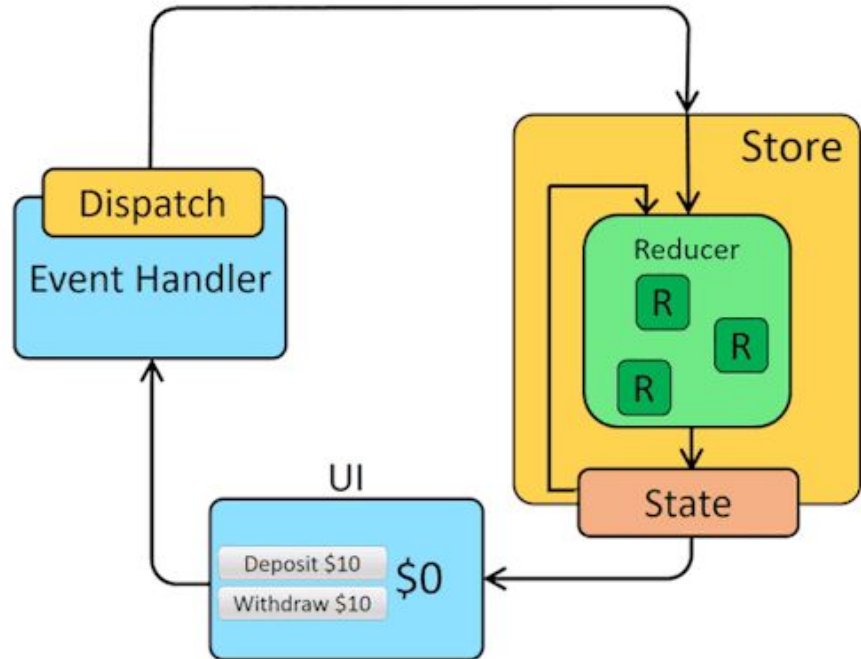 Store
Dispatch
Event Handler
Reducer
R
R
R
UI
State
Deposit $10
Withdraw $10
$0